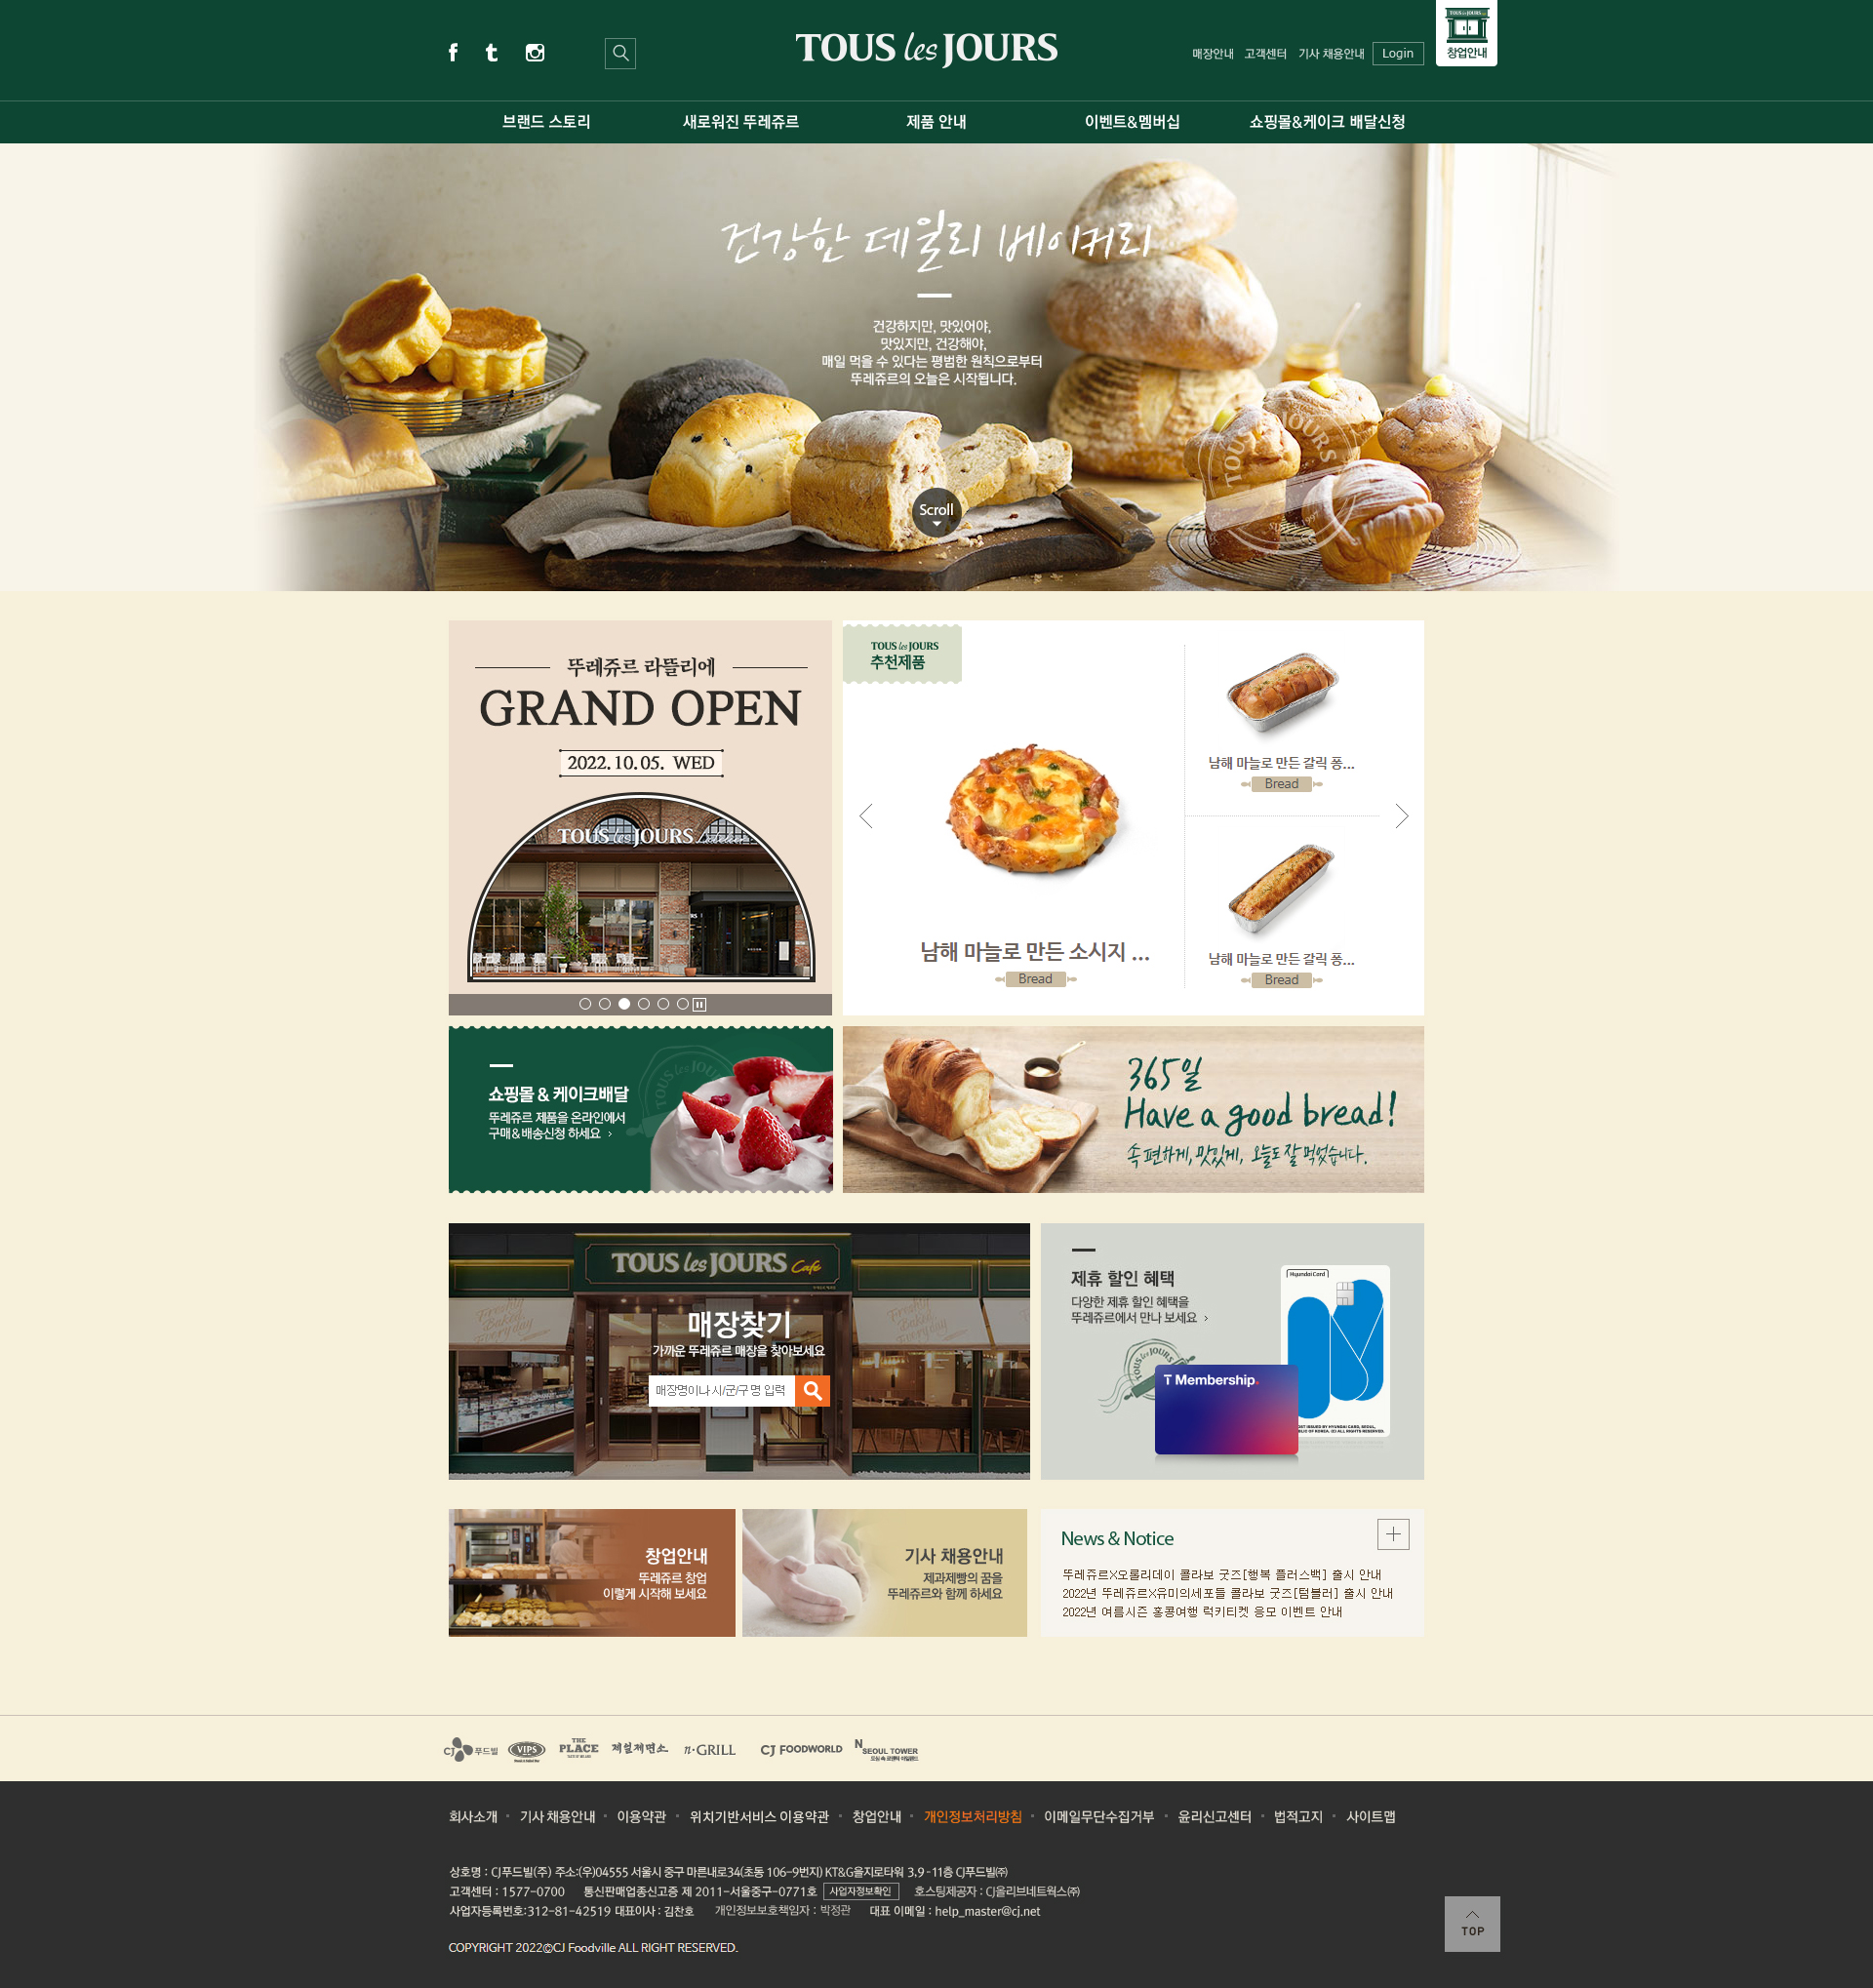 TOUS les JOURS
매장안내
고객센터
기사 채용안내
Login
TOUS les JOURS
창업안내
브랜드 스토리
새로워진 뚜레쥬르
제품 안내
이벤트&멤버십
쇼핑몰&케이크 배달신청
건강한 데일리 베이커리
건강하지만, 맛있어야,
맛있지만, 건강해야,
매일 먹을 수 있다는 평범한 원칙으로부터
뚜레쥬르의 오늘은 시작됩니다.
TOUS les JOURS
SINCE 1997
Scroll
뚜레쥬르 라뜰리에
GRAND OPEN
2022.10.05. WED
TOUS les JOURS
TOUS les JOURS
추천제품
남해 마늘로 만든 소시지 ...
Bread
남해 마늘로 만든 갈릭 퐁...
Bread
남해 마늘로 만든 갈릭 퐁...
Bread
TOUS les JOURS
쇼핑몰 & 케이크배달
뚜레쥬르 제품을 온라인에서
구매&배송신청 하세요 >
365일
Have a good bread!
속 편하게, 맛있게, 오늘도 잘 먹었습니다.
TOUS les JOURS Cafe
Freshly Baked Everyday
Freshly Baked Everyday
매장찾기
가까운 뚜레쥬르 매장을 찾아보세요
매장명이나 시/군/구 명 입력
제휴 할인 혜택
다양한 제휴 할인 혜택을
뚜레쥬르에서 만나 보세요 >
TOUS les JOURS
Hyundai Card
T Membership.
창업안내
뚜레쥬르 창업
이렇게 시작해 보세요
기사 채용안내
제과제빵의 꿈을
뚜레쥬르와 함께 하세요
News & Notice
뚜레쥬르X오롤리데이 콜라보 굿즈[행복 플러스백] 출시 안내
2022년 뚜레쥬르X유미의세포들 콜라보 굿즈[텀블러] 출시 안내
2022년 여름시즌 홍콩여행 럭키티켓 응모 이벤트 안내
CJ 푸드빌
VIPS
THE PLACE
제일제면소
n·GRILL
CJ FOODWORLD
N SEOUL TOWER
회사소개
기사 채용안내
이용약관
위치기반서비스 이용약관
창업안내
개인정보처리방침
이메일무단수집거부
윤리신고센터
법적고지
사이트맵
상호명 : CJ푸드빌(주) 주소:(우)04555 서울시 중구 마른내로34(초동 106-9번지) KT&G을지로타워 3,9-11층 CJ푸드빌㈜
고객센터 : 1577-0700 통신판매업종신고증 제 2011-서울중구-0771호 사업자정보확인 호스팅제공자 : CJ올리브네트웍스㈜
사업자등록번호:312-81-42519 대표이사 : 김찬호 개인정보보호책임자 : 박정관 대표 이메일 : help_master@cj.net
COPYRIGHT 2022©CJ Foodville ALL RIGHT RESERVED.
TOP